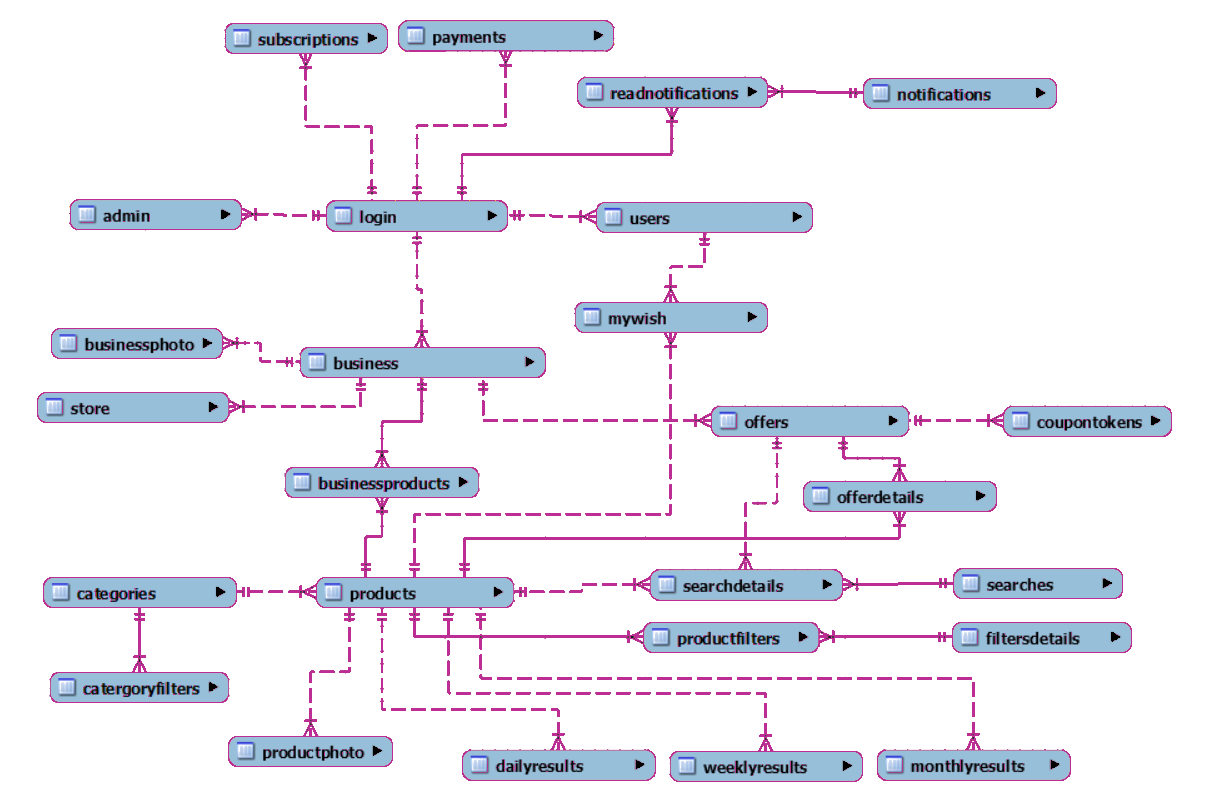 subscriptions
payments
readnotifications
notifications
admin
login
users
mywish
businessphoto
business
store
offers
coupontokens
businessproducts
offerdetails
categories
products
searchdetails
searches
productfilters
filtersdetails
catergoryfilters
productphoto
dailyresults
weeklyresults
monthlyresults